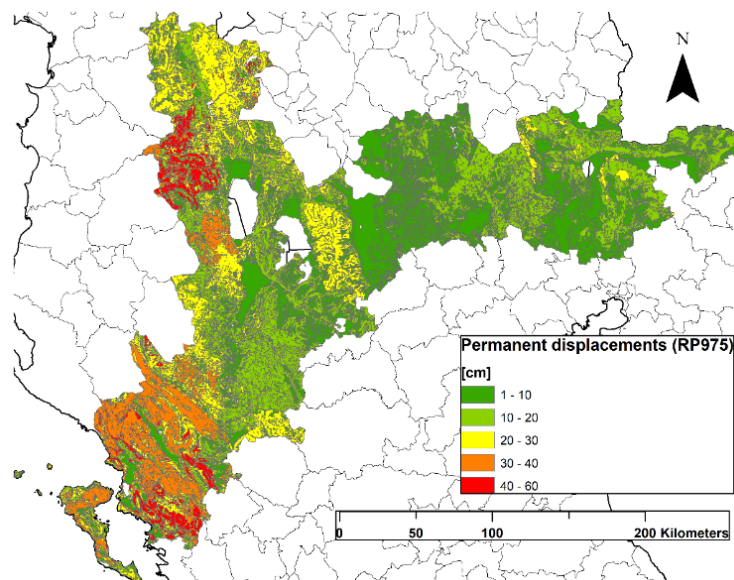 N
Permanent displacements (RP975)
[cm]
1 - 10
10 - 20
20 - 30
30 - 40
40 - 60
0 50 100 200 Kilometers